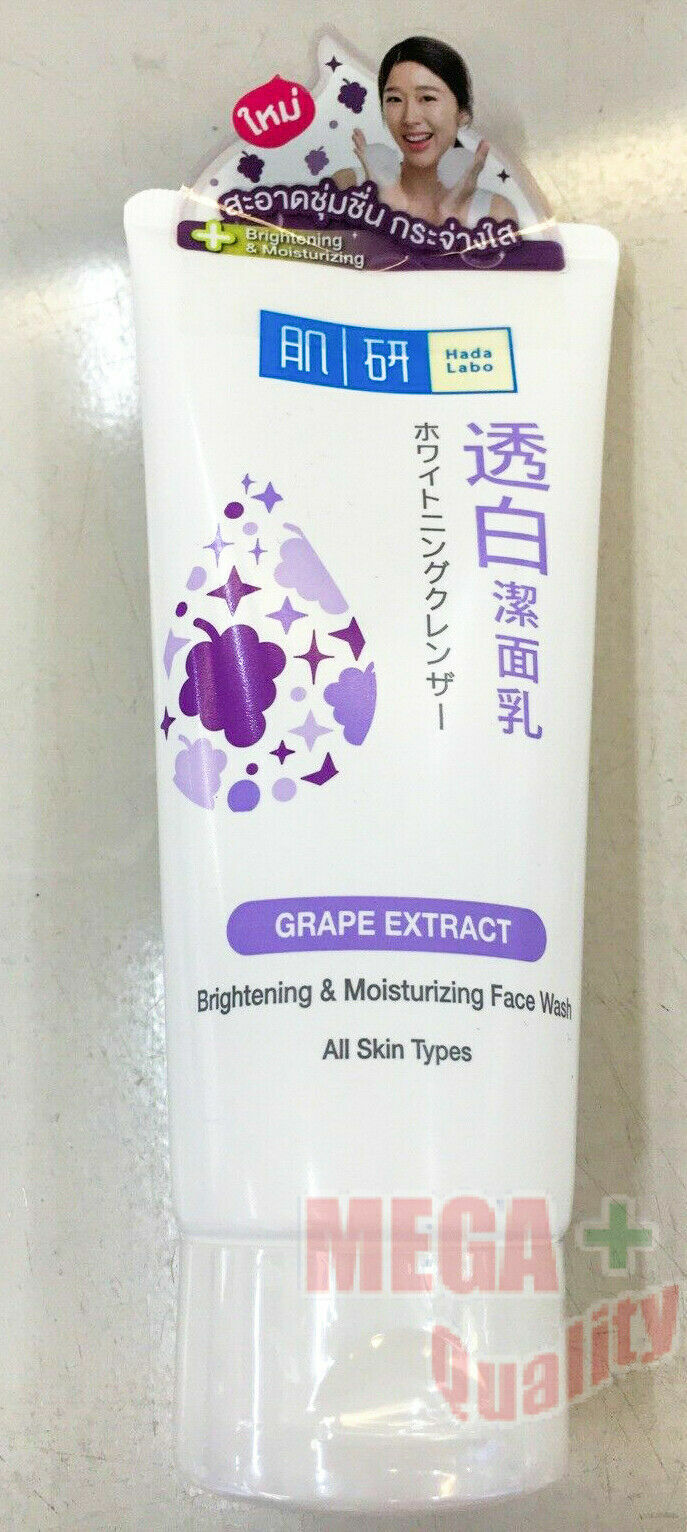 ใหม่
สะอาดชุ่มชื่น กระจ่างใส
+ Brightening
& Moisturizing
肌研
Hada
Labo
透白潔面乳
ホワイトニングクレンザー
GRAPE EXTRACT
Brightening & Moisturizing Face Wash
All Skin Types
MEGA+
Quality